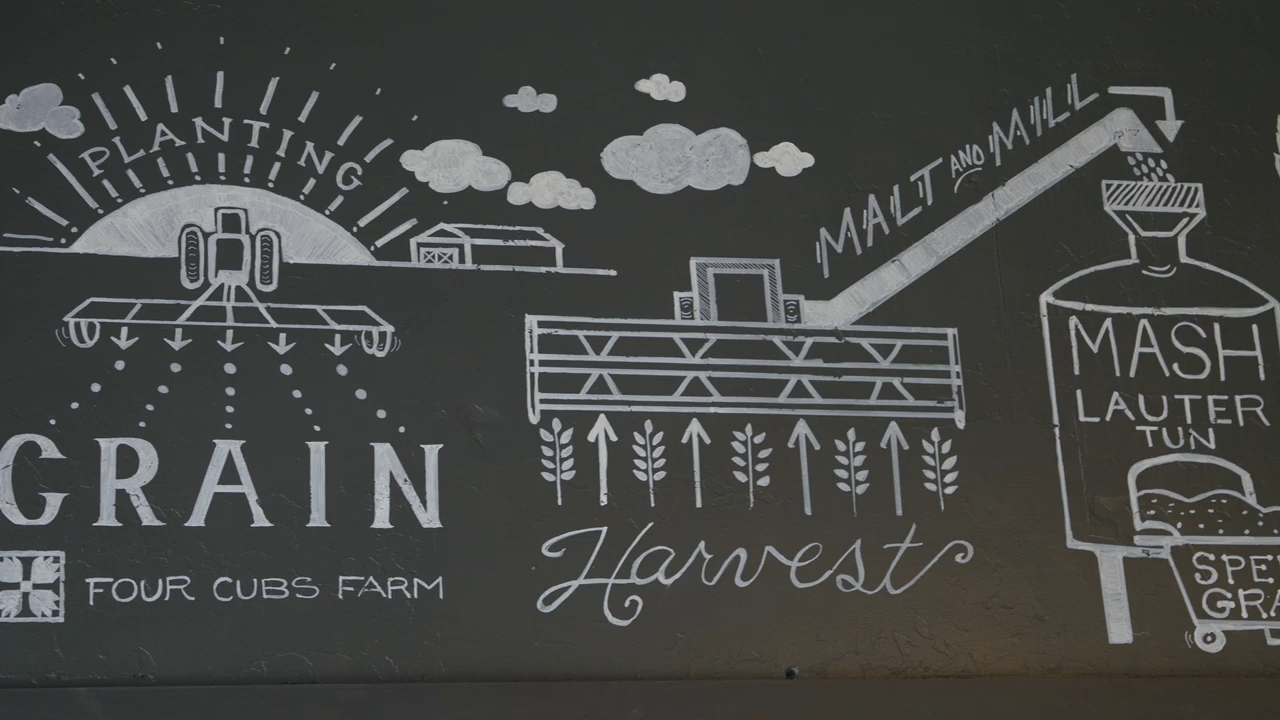 PLANTING
GRAIN
FOUR CUBS FARM
Harvest
MALT AND MILL
MASH
LAUTER
TUN